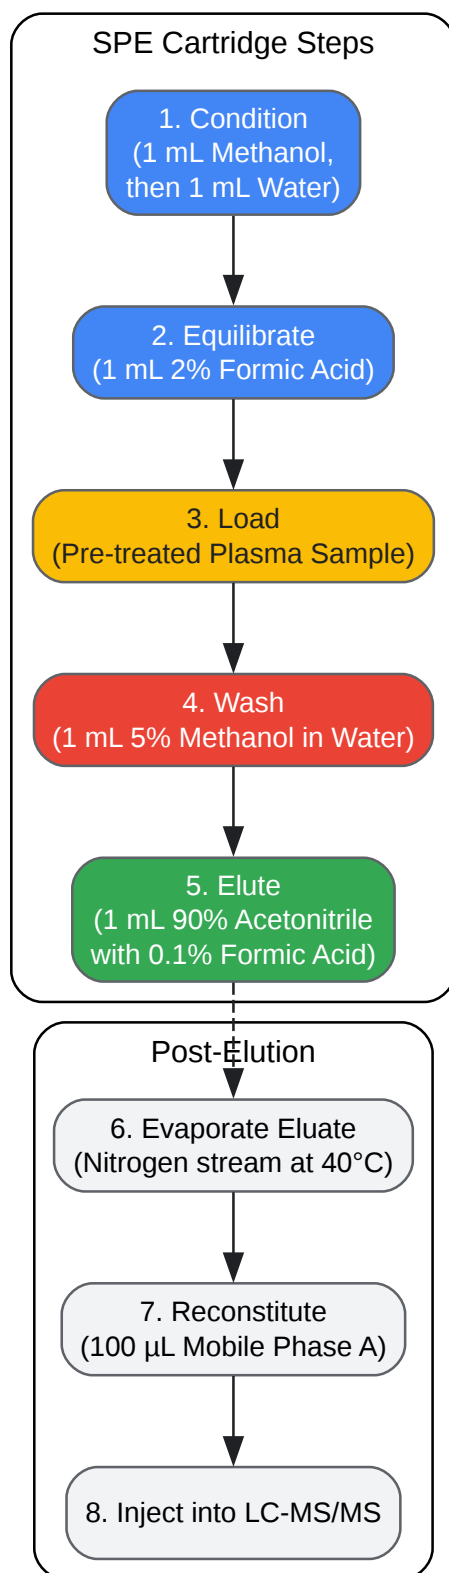 SPE Cartridge Steps
1. Condition
(1 mL Methanol,
then 1 mL Water)
2. Equilibrate
(1 mL 2% Formic Acid)
3. Load
(Pre-treated Plasma Sample)
4. Wash
(1 mL 5% Methanol in Water)
5. Elute
(1 mL 90% Acetonitrile
with 0.1% Formic Acid)
Post-Elution
6. Evaporate Eluate
(Nitrogen stream at 40°C)
7. Reconstitute
(100 µL Mobile Phase A)
8. Inject into LC-MS/MS